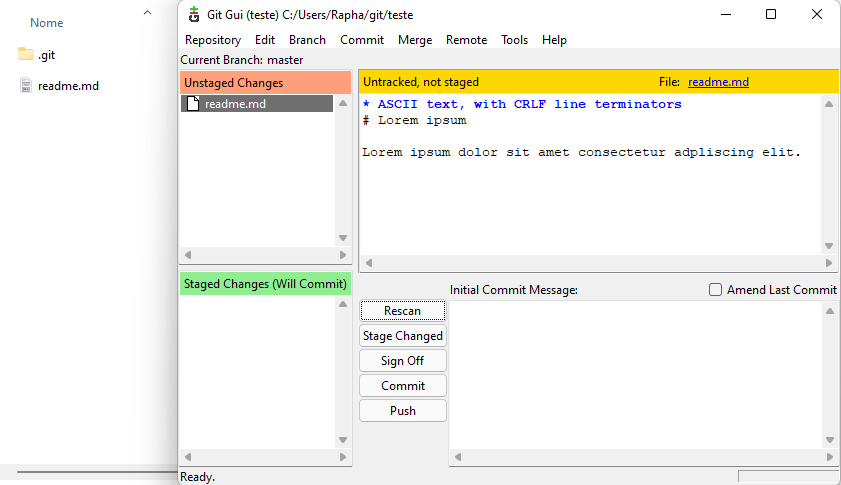 Nome
.git
readme.md
Git Gui (teste) C:/Users/Rapha/git/teste
Repository Edit Branch Commit Merge Remote Tools Help
Current Branch: master
Unstaged Changes
readme.md
Untracked, not staged File: readme.md
* ASCII text, with CRLF line terminators
# Lorem ipsum
Lorem ipsum dolor sit amet consectetur adpliscing elit.
Staged Changes (Will Commit)
Initial Commit Message: Amend Last Commit
Rescan
Stage Changed
Sign Off
Commit
Push
Ready.